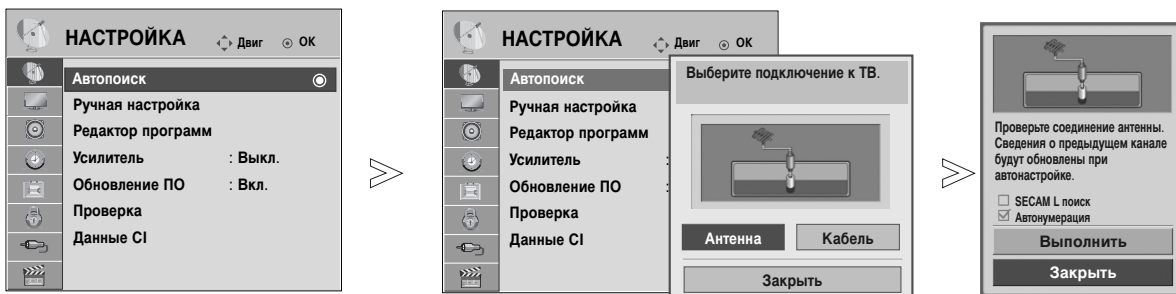 НАСТРОЙКА Двиг ОК
Автопоиск
Ручная настройка
Редактор программ
Усилитель : Выкл.
Обновление ПО : Вкл.
Проверка
Данные CI
НАСТРОЙКА Двиг ОК
Автопоиск
Ручная настройка
Редактор программ
Усилитель :
Обновление ПО :
Проверка
Данные CI
Выберите подключение к ТВ.
Антенна Кабель
Закрыть
Проверьте соединение антенны.
Сведения о предыдущем канале
будут обновлены при
автонастройке.
SECAM L поиск
Автонумерация
Выполнить
Закрыть